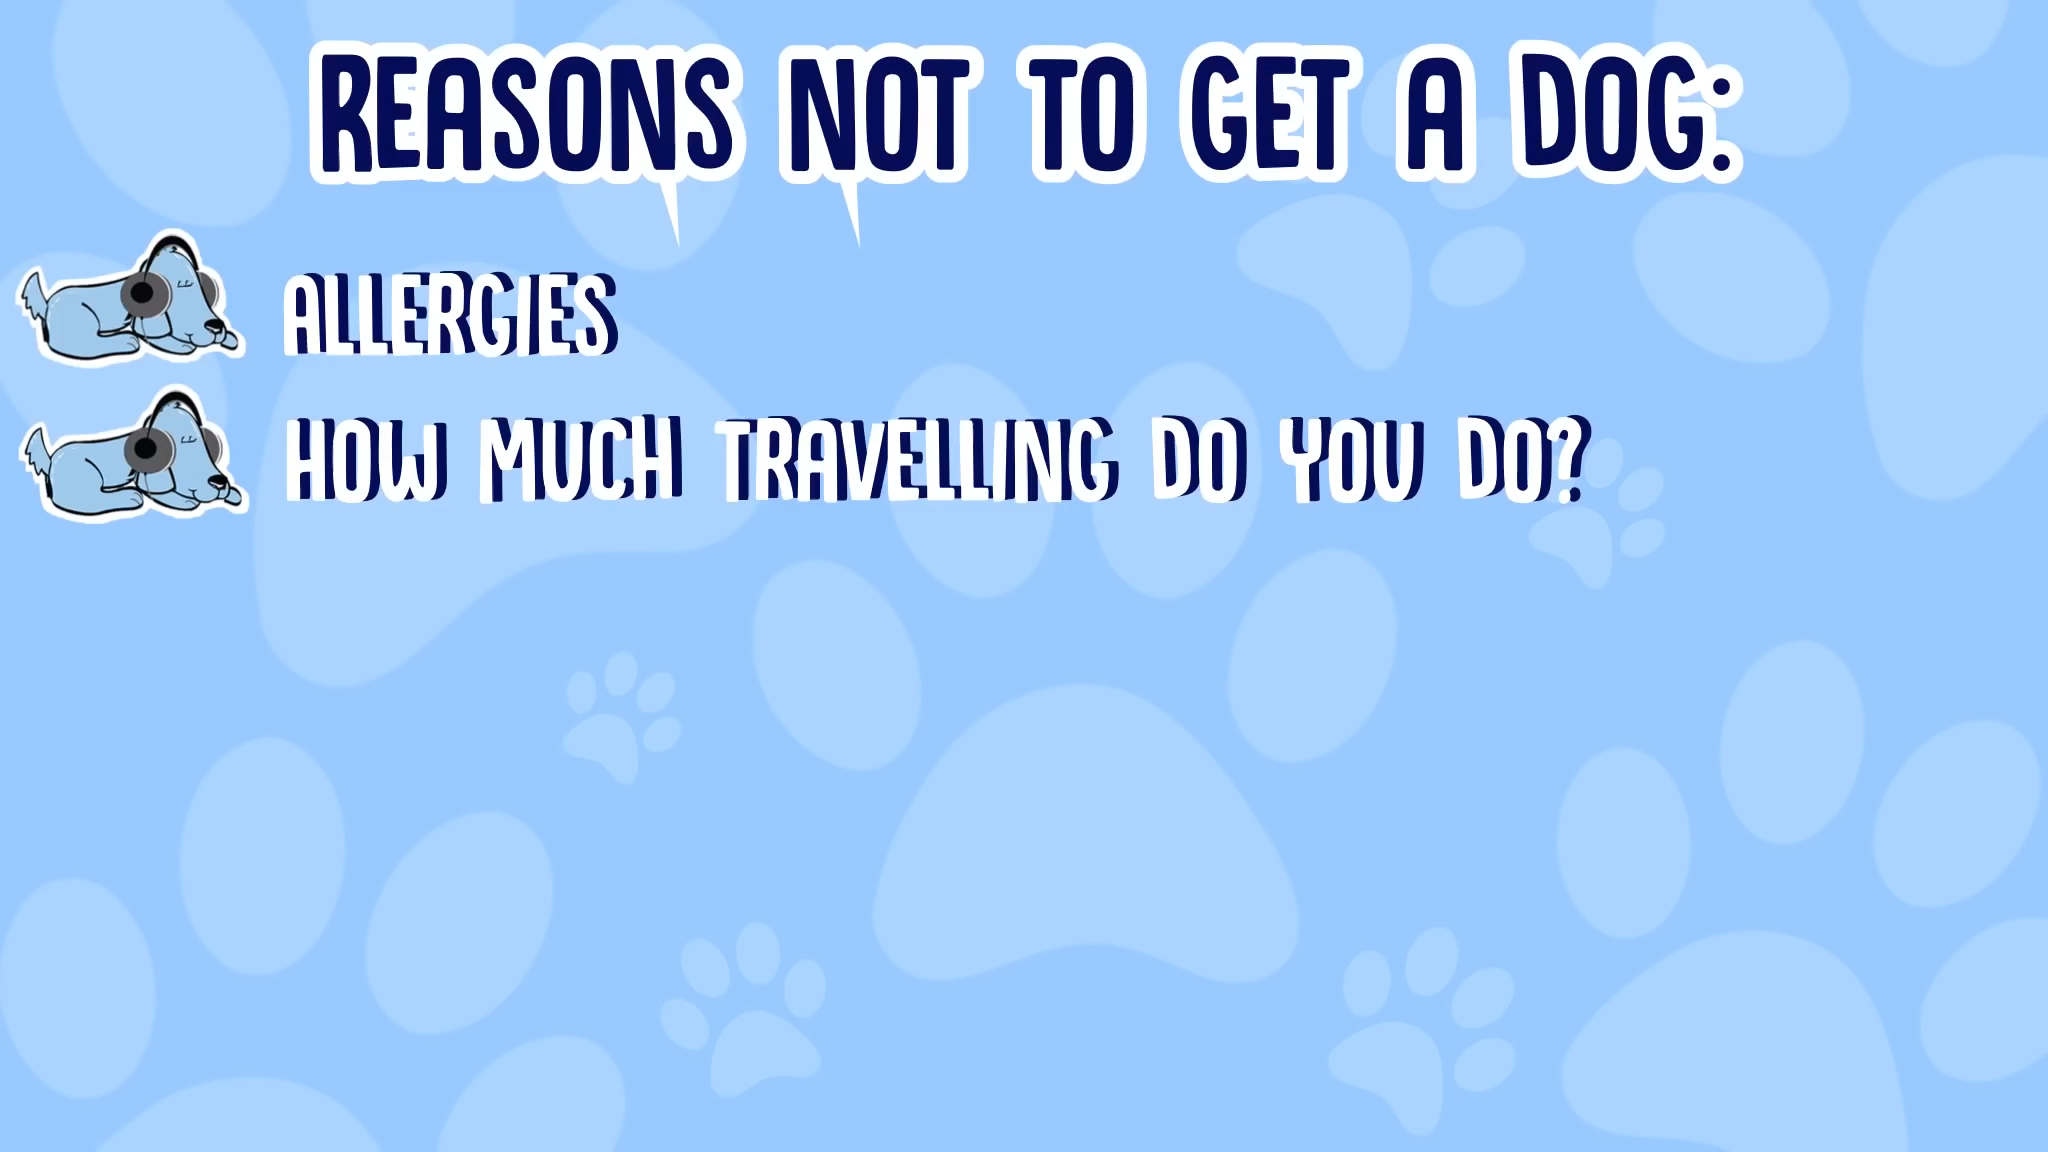 REASONS NOT TO GET A DOG:
ALLERGIES
HOW MUCH TRAVELLING DO YOU DO?